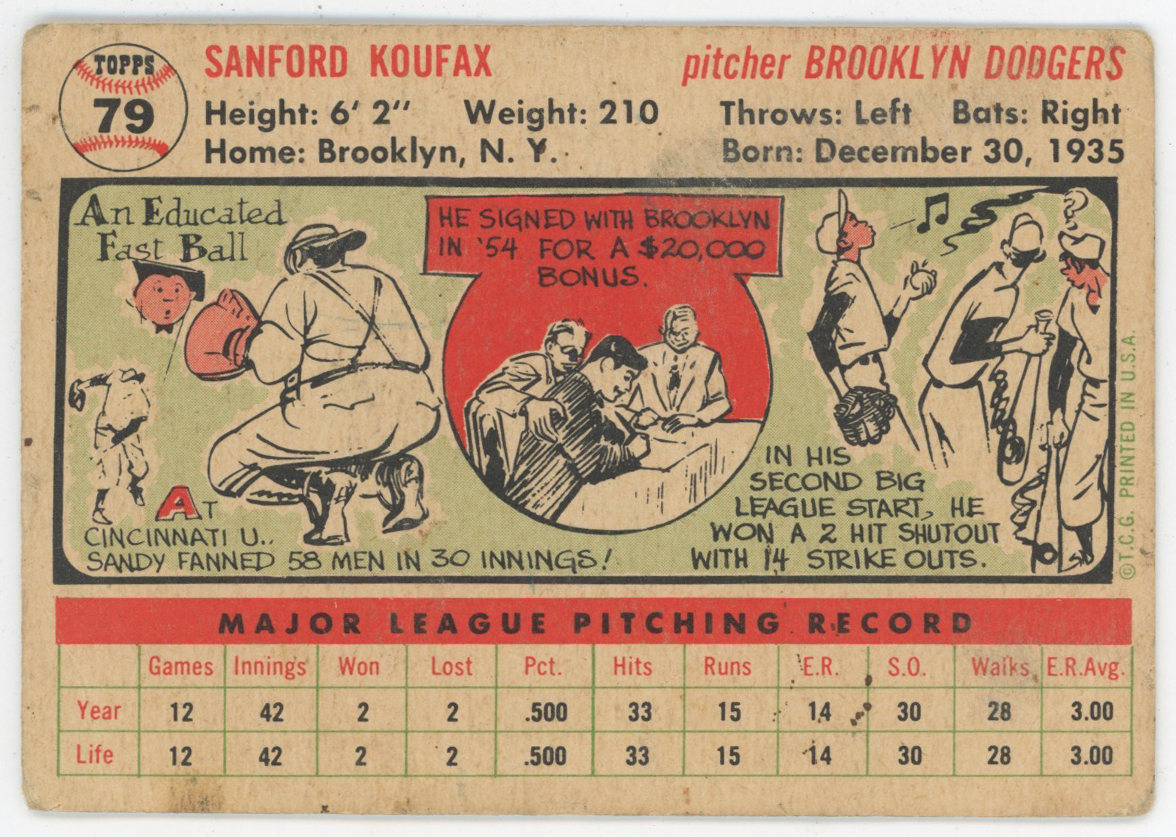 TOPPS
79
SANFORD KOUFAX pitcher BROOKLYN DODGERS
Height: 6' 2" Weight: 210 Throws: Left Bats: Right
Home: Brooklyn, N. Y. Born: December 30, 1935
An Educated
Fast Ball
AT
CINCINNATI U..
SANDY FANNED 58 MEN IN 30 INNINGS!
HE SIGNED WITH BROOKLYN
IN '54 FOR A $20,000
BONUS.
?
IN HIS
SECOND BIG
LEAGUE START, HE
WON A 2 HIT SHUTOUT
WITH 14 STRIKE OUTS.
©T.C.G. PRINTED IN U.S.A.
MAJOR LEAGUE PITCHING RECORD
Games Innings Won Lost Pct. Hits Runs E.R. S.O. Walks E.R.Avg.
Year 12 42 2 2 .500 33 15 14 30 28 3.00
Life 12 42 2 2 .500 33 15 14 30 28 3.00